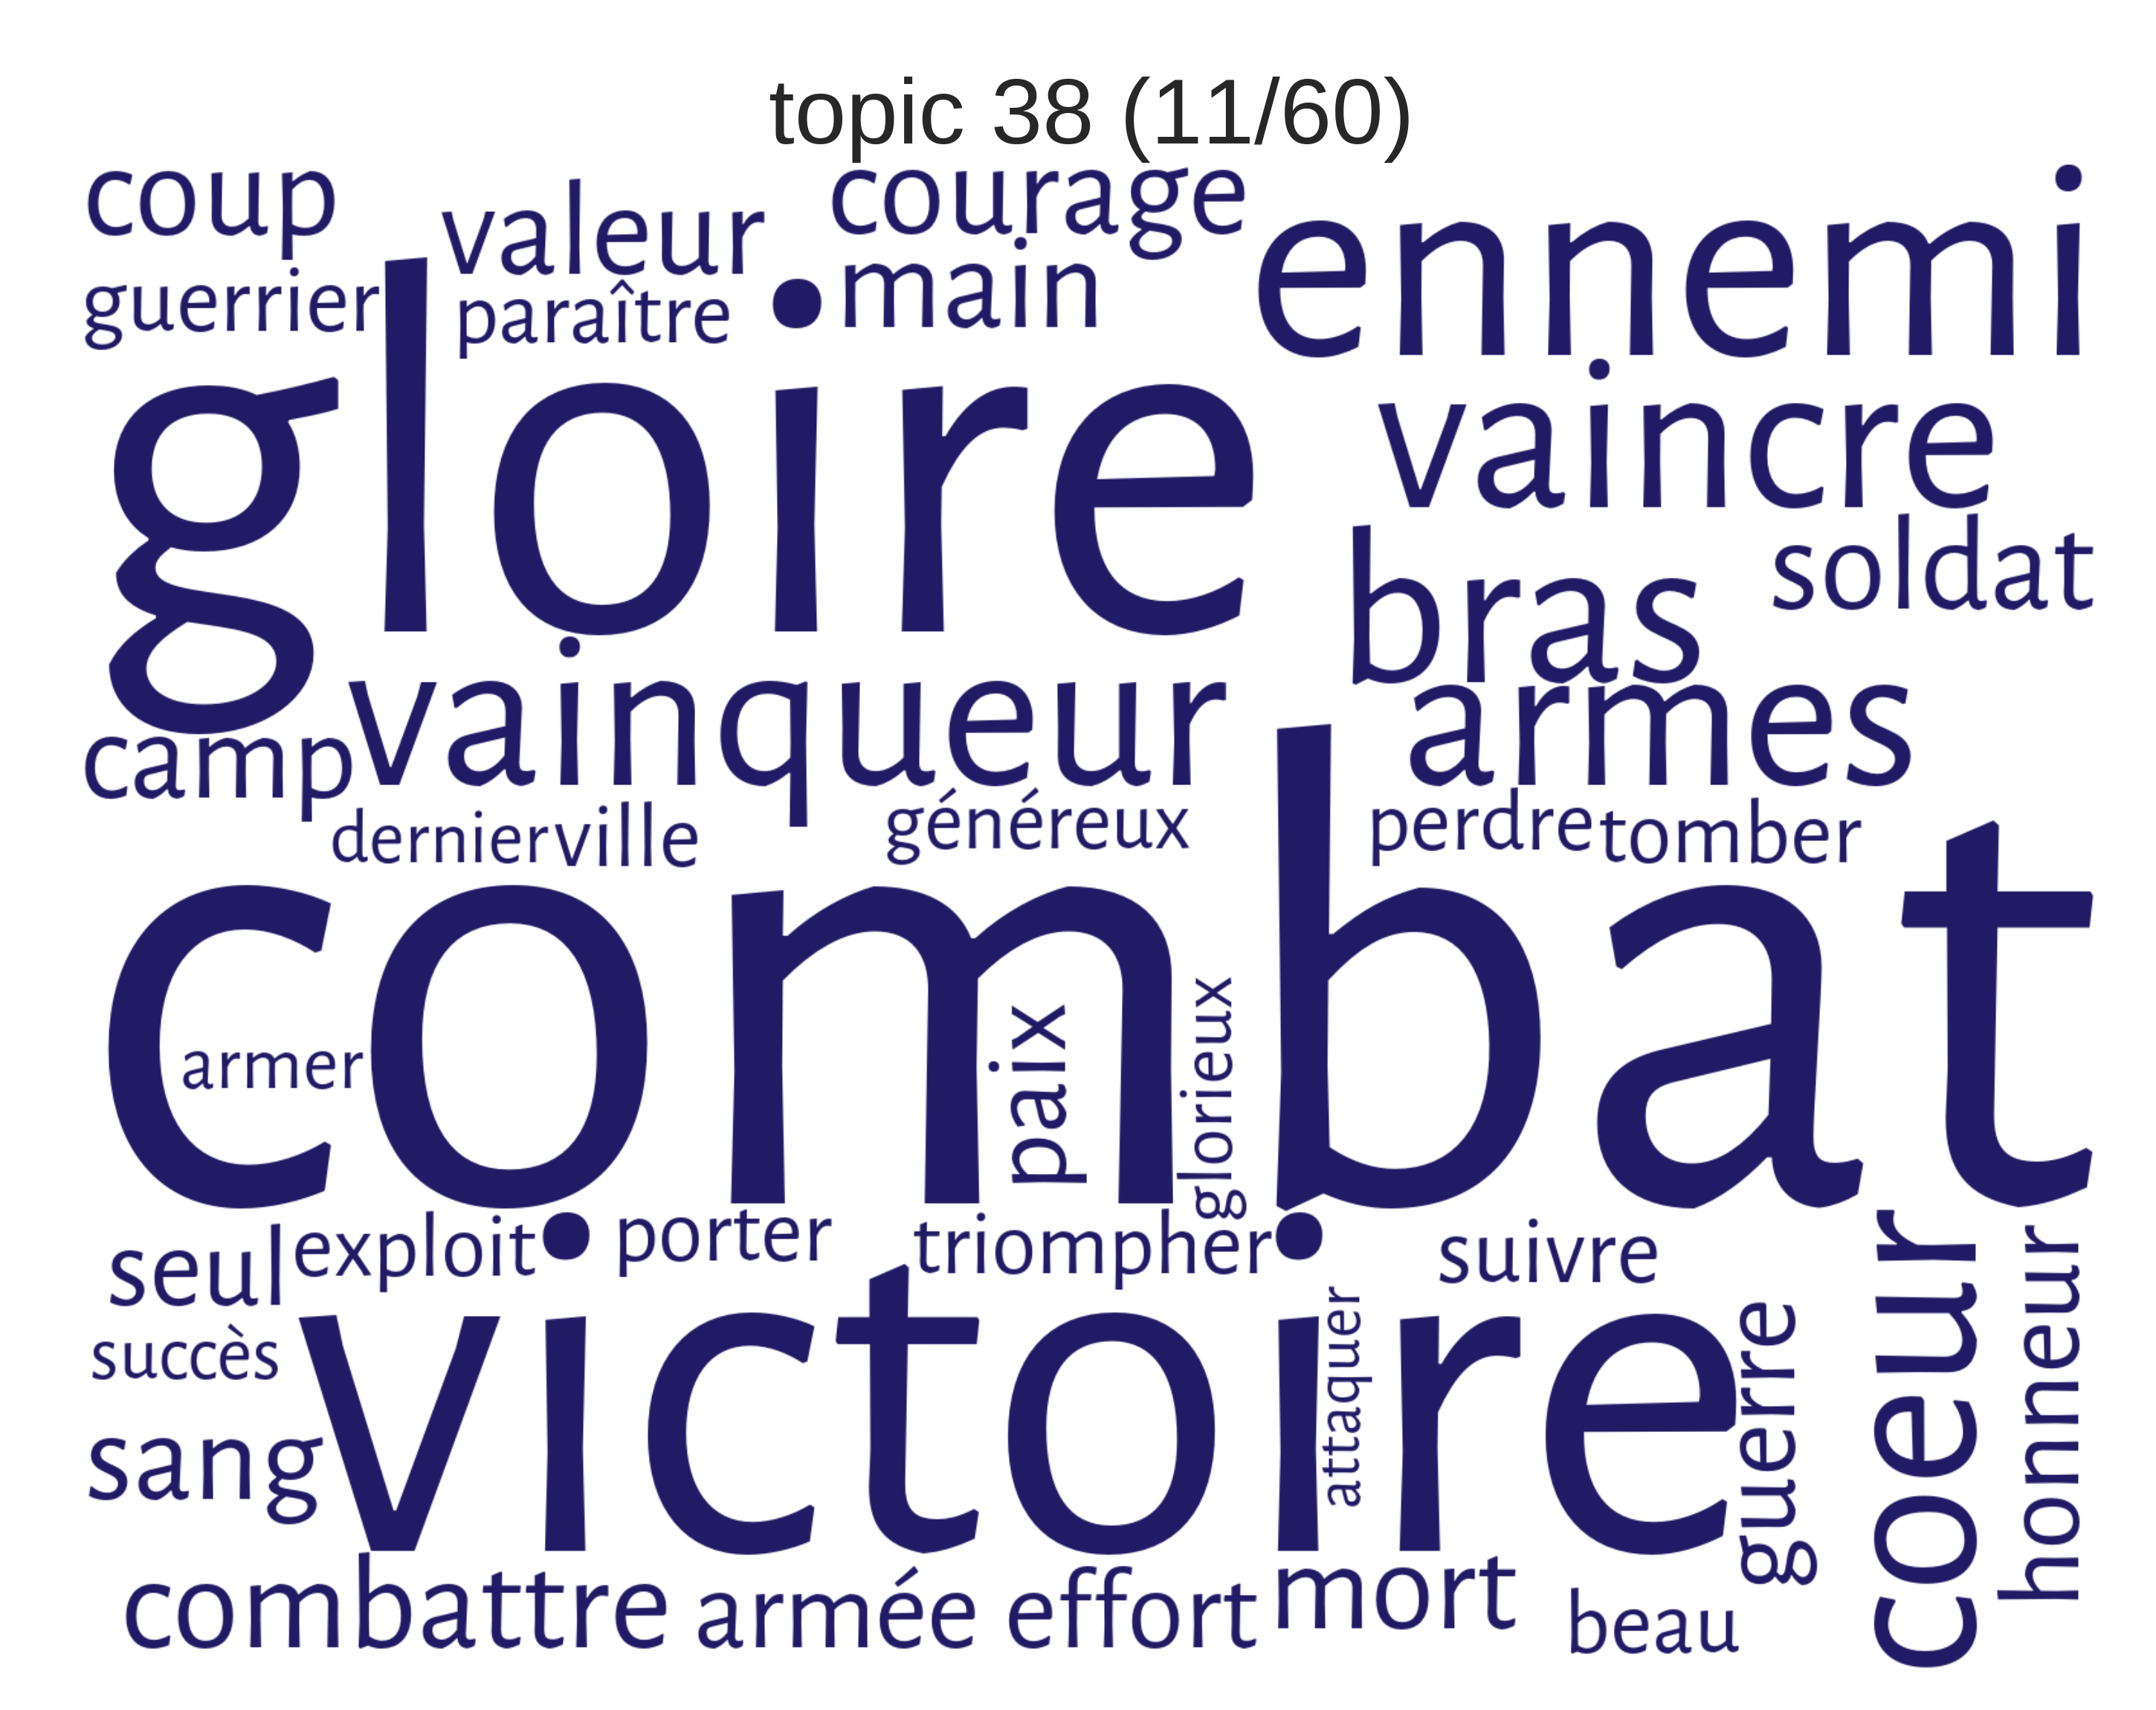 topic 38 (11/60)
coup
valeur
courage
ennemi
guerrier
paraître
main
gloire
vaincre
soldat
bras
vainqueur
armes
camp
dernier
ville
généreux
perdre
tomber
combat
armer
paix
glorieux
seul
exploit
porter
triompher
suivre
succès
victoire
attaquer
guerre
coeur
honneur
sang
combattre
armée
effort
mort
beau